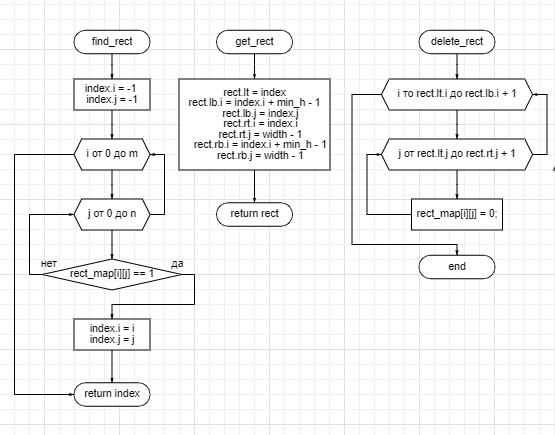 find_rect
index.i = -1
index.j = -1
i от 0 до m
j от 0 до n
нет
да
rect_map[i][j] == 1
index.i = i
index.j = j
return index
get_rect
rect.lt = index
rect.lb.i = index.i + min_h - 1
rect.lb.j = index.j
rect.rt.i = index.i
rect.rt.j = width - 1
rect.rb.i = index.i + min_h - 1
rect.rb.j = width - 1
return rect
delete_rect
i то rect.lt.i до rect.lb.i + 1
j от rect.lt.j до rect.rt.j + 1
rect_map[i][j] = 0;
end